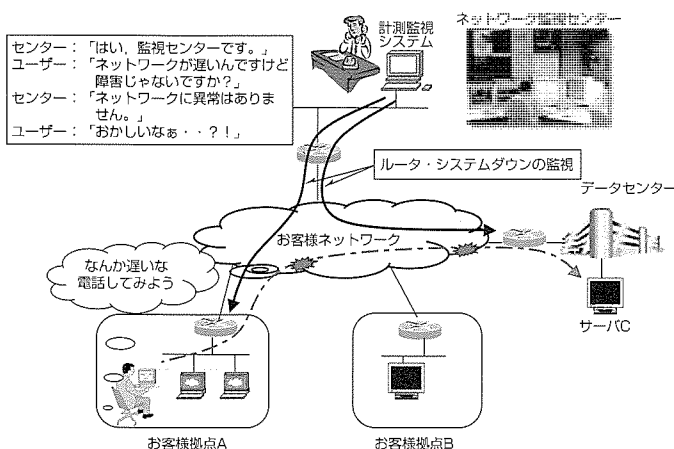 ネットワーク監視センター
計測監視
システム
センター：「はい，監視センターです。」
ユーザー：「ネットワークが遅いんですけど
障害じゃないですか？」
センター：「ネットワークに異常はありま
せん。」
ユーザー：「おかしいなぁ・・？！」
ルータ・システムダウンの監視
データセンター
お客様ネットワーク
なんか遅いな
電話してみよう
サーバC
お客様拠点A
お客様拠点B